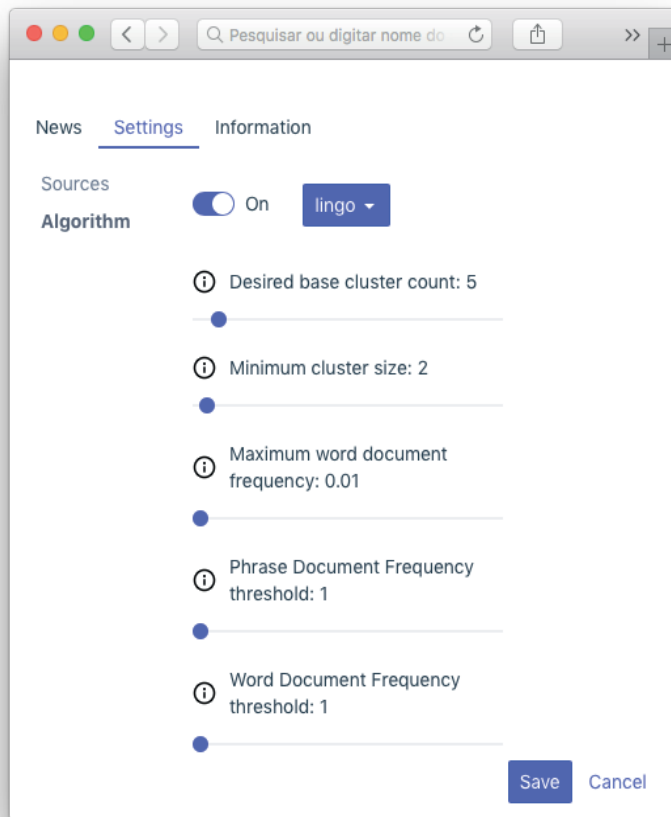 Pesquisar ou digitar nome do
News Settings Information
Sources
Algorithm
On
lingo
Desired base cluster count: 5
Minimum cluster size: 2
Maximum word document
frequency: 0.01
Phrase Document Frequency
threshold: 1
Word Document Frequency
threshold: 1
Save Cancel